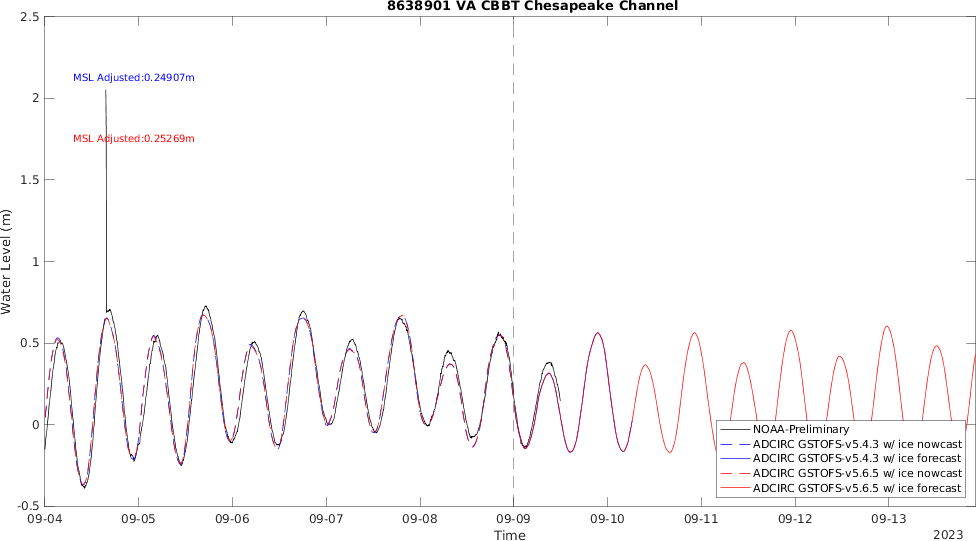 8638901 VA CBBT Chesapeake Channel
2.5
MSL Adjusted:0.24907m
2
MSL Adjusted:0.25269m
1.5
Water Level (m)
1
0.5
0
NOAA-Preliminary
ADCIRC GSTOFS-v5.4.3 w/ ice nowcast
ADCIRC GSTOFS-v5.4.3 w/ ice forecast
ADCIRC GSTOFS-v5.6.5 w/ ice nowcast
ADCIRC GSTOFS-v5.6.5 w/ ice forecast
-0.5
09-04 09-05 09-06 09-07 09-08 09-09 09-10 09-11 09-12 09-13
Time
2023